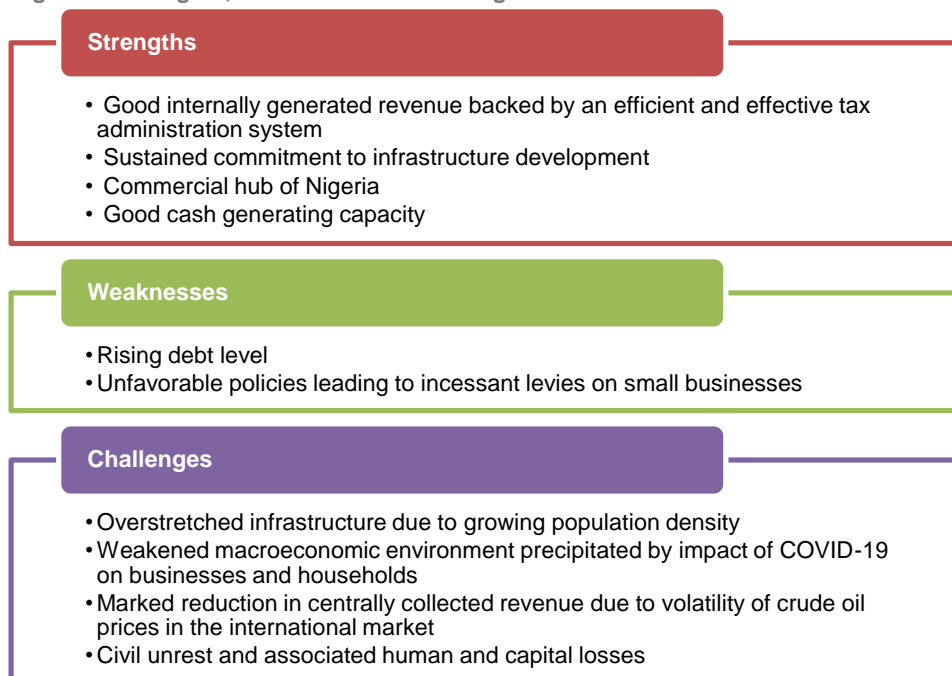 Strengths
• Good internally generated revenue backed by an efficient and effective tax
administration system
• Sustained commitment to infrastructure development
• Commercial hub of Nigeria
• Good cash generating capacity
Weaknesses
• Rising debt level
• Unfavorable policies leading to incessant levies on small businesses
Challenges
• Overstretched infrastructure due to growing population density
• Weakened macroeconomic environment precipitated by impact of COVID-19
on businesses and households
• Marked reduction in centrally collected revenue due to volatility of crude oil
prices in the international market
• Civil unrest and associated human and capital losses